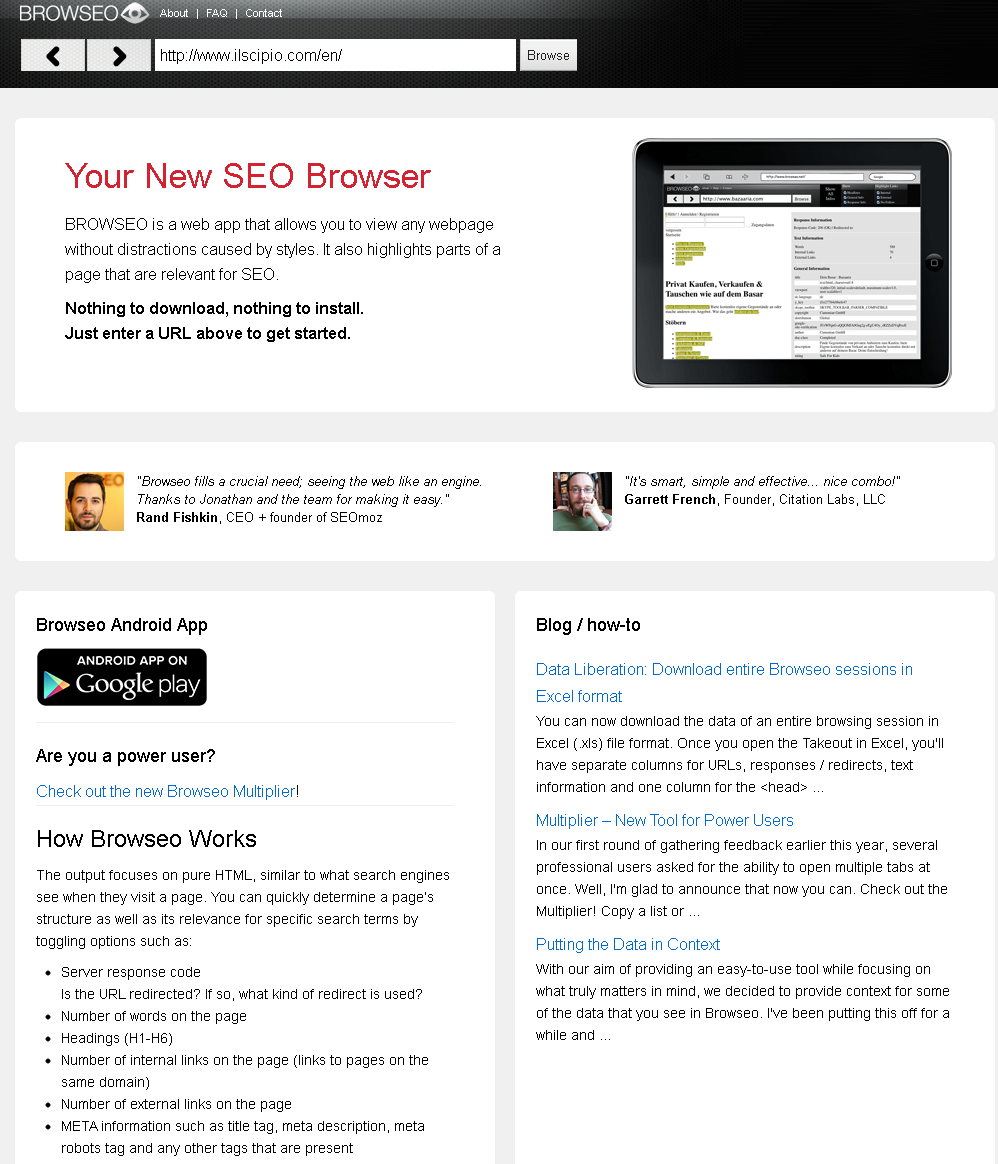 BROWSEO
About | FAQ | Contact
http://www.ilscipio.com/en/
Browse
Your New SEO Browser
BROWSEO is a web app that allows you to view any webpage
without distractions caused by styles. It also highlights parts of a
page that are relevant for SEO.
Nothing to download, nothing to install.
Just enter a URL above to get started.
http://www.bazaaria.com
Browse
Privat Kaufen, Verkaufen &
Tauschen wie auf dem Basar
Stöbern
Response Information
Text Information
General Information
"Browseo fills a crucial need; seeing the web like an engine.
Thanks to Jonathan and the team for making it easy."
Rand Fishkin, CEO + founder of SEOmoz
"It's smart, simple and effective... nice combo!"
Garrett French, Founder, Citation Labs, LLC
Browseo Android App
ANDROID APP ON
Google play
Are you a power user?
Check out the new Browseo Multiplier!
How Browseo Works
The output focuses on pure HTML, similar to what search engines
see when they visit a page. You can quickly determine a page's
structure as well as its relevance for specific search terms by
toggling options such as:
Server response code
Is the URL redirected? If so, what kind of redirect is used?
Number of words on the page
Headings (H1-H6)
Number of internal links on the page (links to pages on the
same domain)
Number of external links on the page
META information such as title tag, meta description, meta
robots tag and any other tags that are present
Blog / how-to
Data Liberation: Download entire Browseo sessions in
Excel format
You can now download the data of an entire browsing session in
Excel (.xls) file format. Once you open the Takeout in Excel, you'll
have separate columns for URLs, responses / redirects, text
information and one column for the <head> ...
Multiplier – New Tool for Power Users
In our first round of gathering feedback earlier this year, several
professional users asked for the ability to open multiple tabs at
once. Well, I'm glad to announce that now you can. Check out the
Multiplier! Copy a list or ...
Putting the Data in Context
With our aim of providing an easy-to-use tool while focusing on
what truly matters in mind, we decided to provide context for some
of the data that you see in Browseo. I've been putting this off for a
while and ...